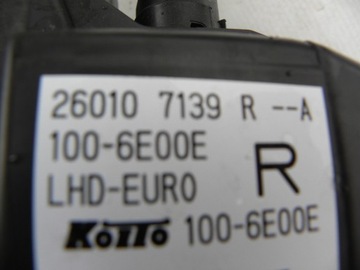 26010 7139 R --A
100-6E00E
LHD-EURO R
KOITO 100-6E00E